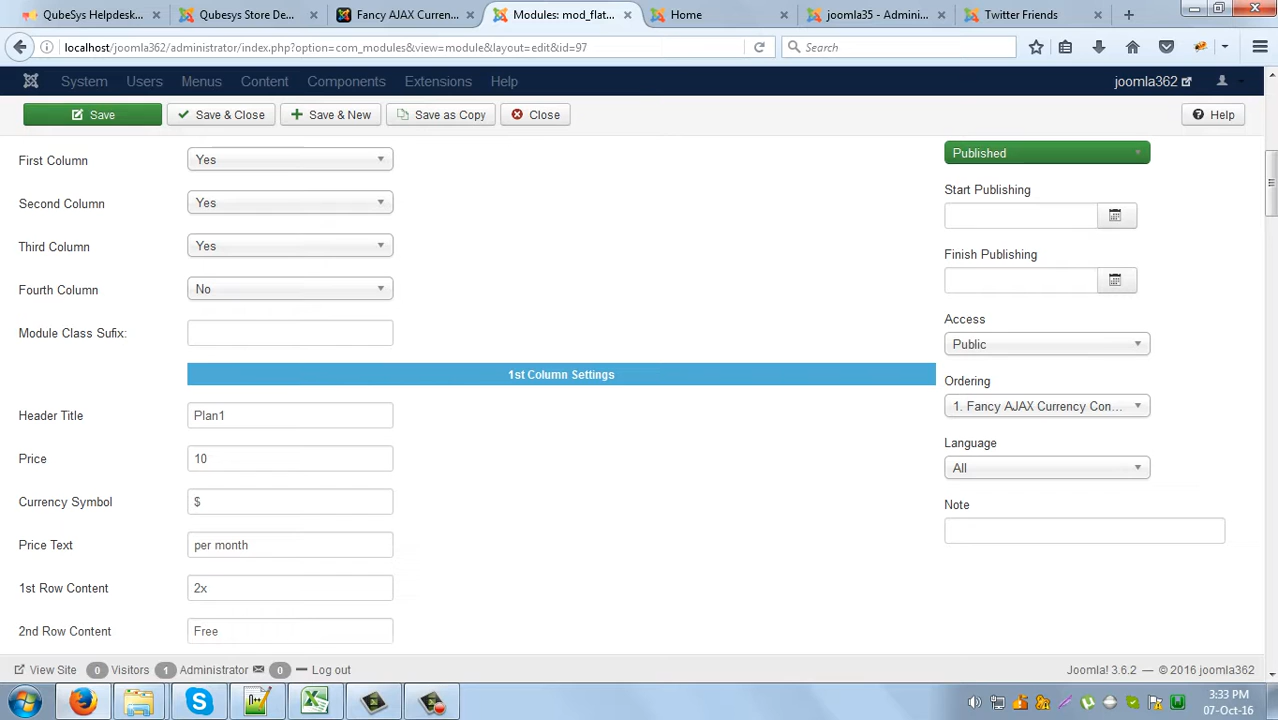 QubeSys Helpdesk...
Qubesys Store De...
Fancy AJAX Curren...
Modules: mod_flat...
Home
joomla35 - Admini...
Twitter Friends
localhost/joomla362/administrator/index.php?option=com_modules&view=module&layout=edit&id=97
Search
System Users Menus Content Components Extensions Help
joomla362
Save
Save & Close
Save & New
Save as Copy
Close
Help
First Column Yes
Second Column Yes
Third Column Yes
Fourth Column No
Module Class Sufix:
1st Column Settings
Header Title Plan1
Price 10
Currency Symbol $
Price Text per month
1st Row Content 2x
2nd Row Content Free
Published
Start Publishing
Finish Publishing
Access
Public
Ordering
1. Fancy AJAX Currency Con...
Language
All
Note
View Site 0 Visitors 1 Administrator 0 Log out
Joomla! 3.6.2 — © 2016 joomla362
3:33 PM
07-Oct-16